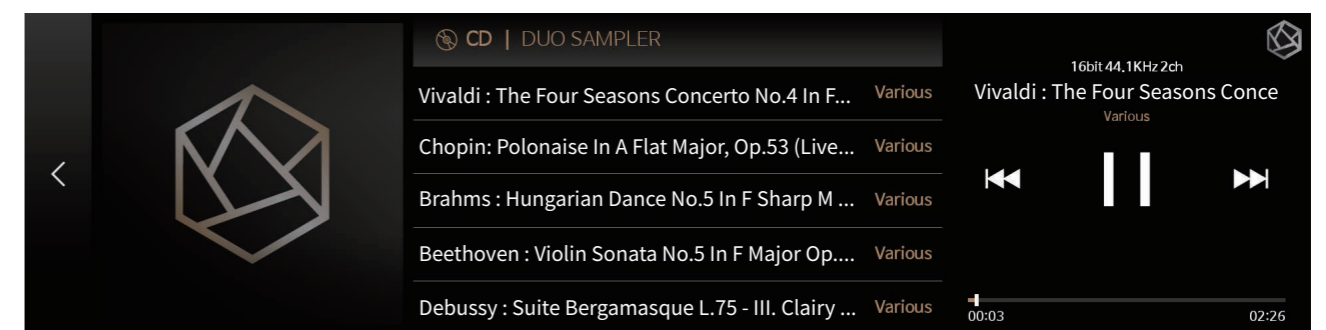 CD | DUO SAMPLER
Vivaldi : The Four Seasons Concerto No.4 In F... Various
Chopin: Polonaise In A Flat Major, Op.53 (Live... Various
Brahms : Hungarian Dance No.5 In F Sharp M ... Various
Beethoven : Violin Sonata No.5 In F Major Op.... Various
Debussy : Suite Bergamasque L.75 - III. Clairy ... Various
16bit 44.1KHz 2ch
Vivaldi : The Four Seasons Conce
Various
00:03 02:26